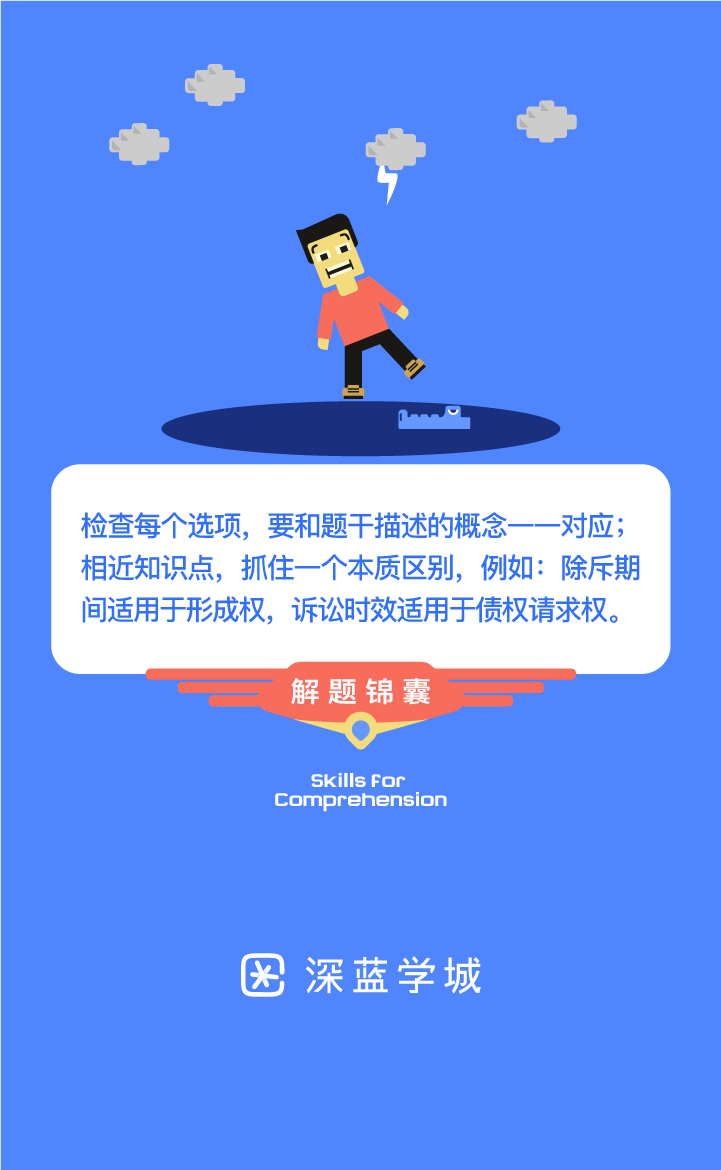 检查每个选项，要和题干描述的概念一一对应；
相近知识点，抓住一个本质区别，例如：除斥期
间适用于形成权，诉讼时效适用于债权请求权。
解题锦囊
Skills for
Comprehension
深蓝学城